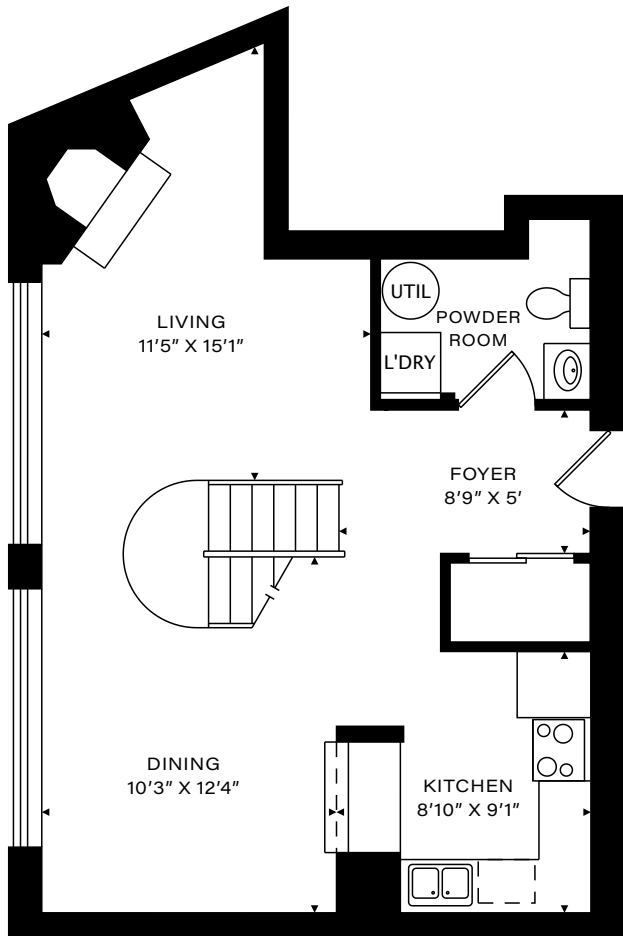 UTIL
POWDER
ROOM
LIVING
11'5" X 15'1"
L'DRY
FOYER
8'9" X 5'
DINING
10'3" X 12'4"
KITCHEN
8'10" X 9'1"